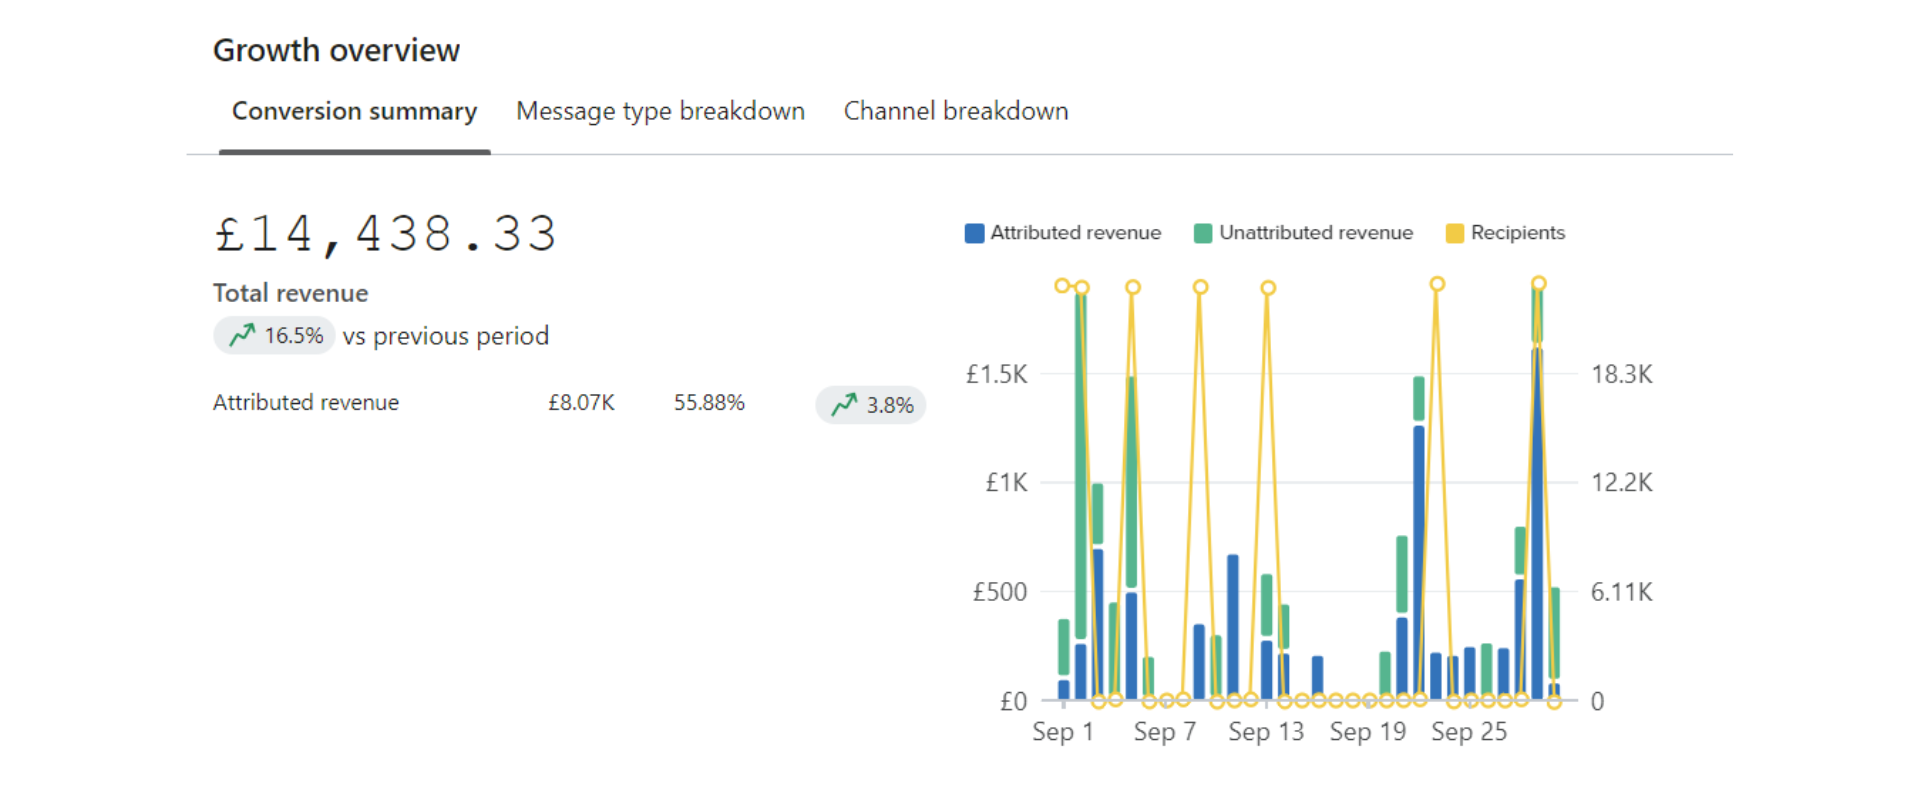 Growth overview
Conversion summary Message type breakdown Channel breakdown
£14,438.33
Total revenue
16.5% vs previous period
Attributed revenue £8.07K 55.88% 3.8%
Attributed revenue Unattributed revenue Recipients
£1.5K 18.3K
£1K 12.2K
£500 6.11K
£0 0
Sep 1 Sep 7 Sep 13 Sep 19 Sep 25